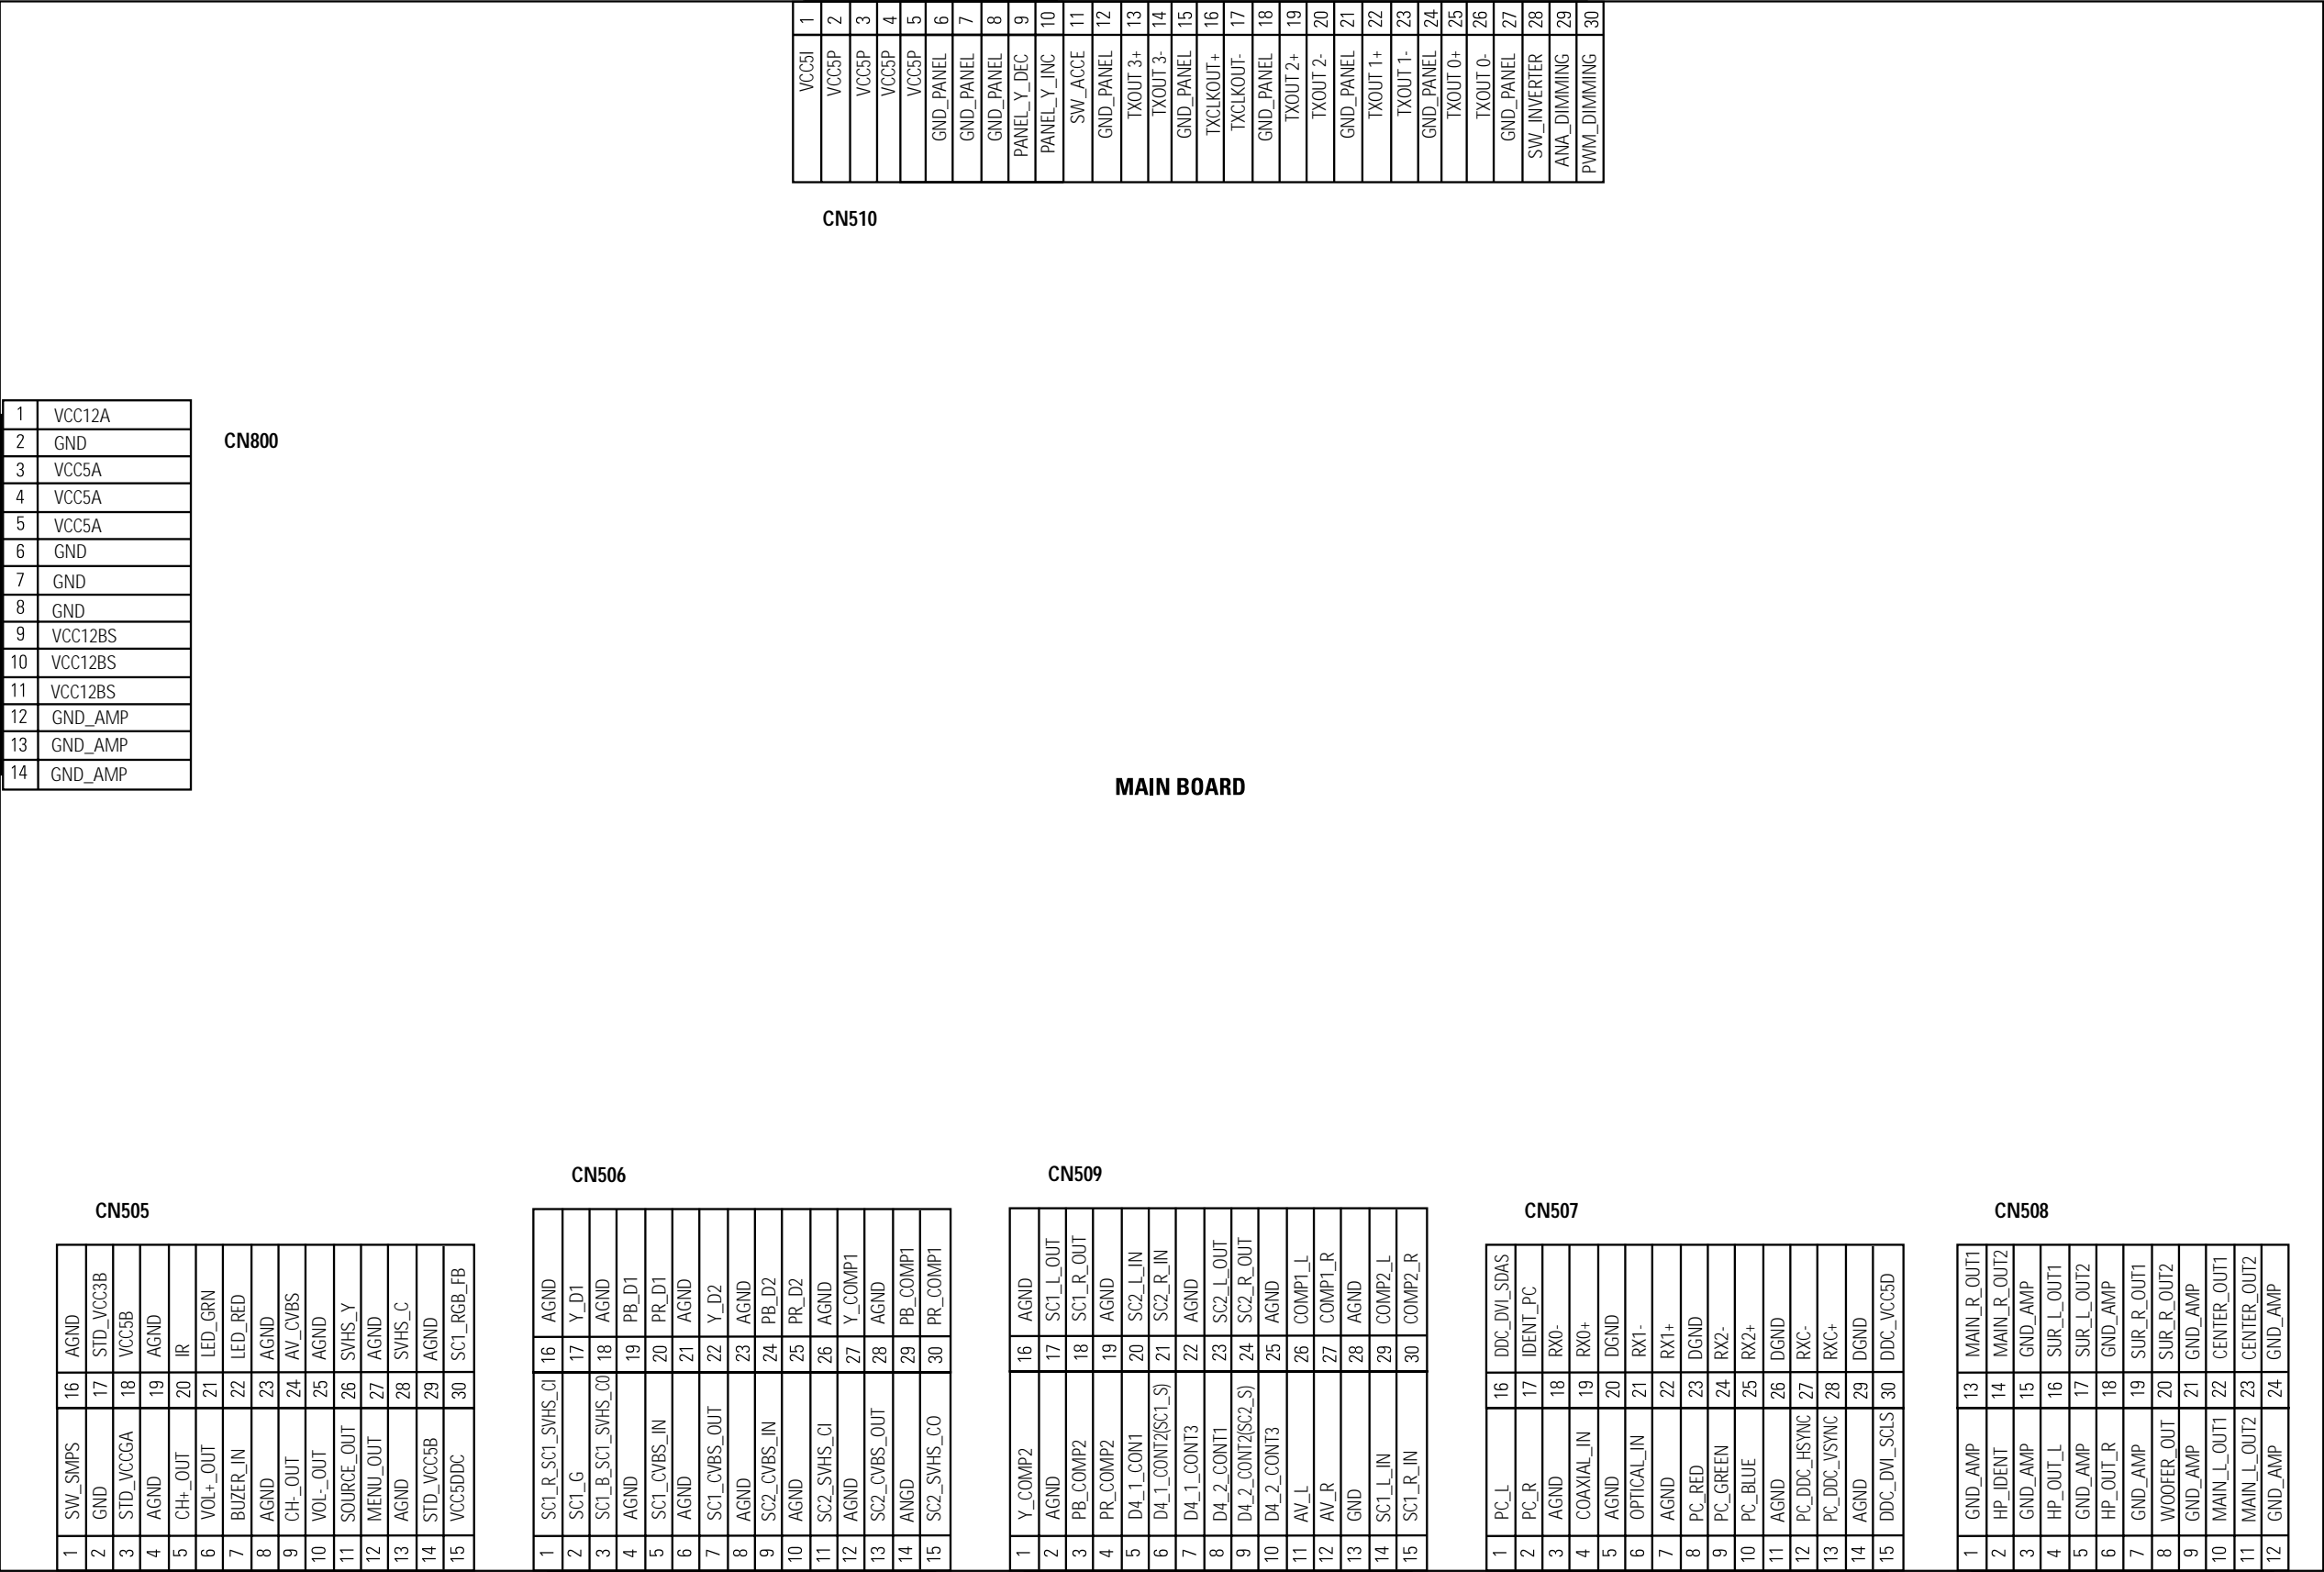 1 VCC5I
2 VCC5P
3 VCC5P
4 VCC5P
5 VCC5P
6 GND_PANEL
7 GND_PANEL
8 GND_PANEL
9 PANEL_Y_DEC
10 PANEL_Y_INC
11 SW_ACCE
12 GND_PANEL
13 TXOUT 3+
14 TXOUT 3-
15 GND_PANEL
16 TXCLKOUT+
17 TXCLKOUT-
18 GND_PANEL
19 TXOUT 2+
20 TXOUT 2-
21 GND_PANEL
22 TXOUT 1+
23 TXOUT 1-
24 GND_PANEL
25 TXOUT 0+
26 TXOUT 0-
27 GND_PANEL
28 SW_INVERTER
29 ANA_DIMMING
30 PWM_DIMMING
CN510
1 VCC12A
2 GND
3 VCC5A
4 VCC5A
5 VCC5A
6 GND
7 GND
8 GND
9 VCC12BS
10 VCC12BS
11 VCC12BS
12 GND_AMP
13 GND_AMP
14 GND_AMP
CN800
MAIN BOARD
CN505
16 AGND
17 STD_VCC3B
18 VCC5B
19 AGND
20 IR
21 LED_GRN
22 LED_RED
23 AGND
24 AV_CVBS
25 AGND
26 SVHS_Y
27 AGND
28 SVHS_C
29 AGND
30 SC1_RGB_FB
1 SW_SMPS
2 GND
3 STD_VCCGA
4 AGND
5 CH+_OUT
6 VOL+_OUT
7 BUZER_IN
8 AGND
9 CH-_OUT
10 VOL-_OUT
11 SOURCE_OUT
12 MENU_OUT
13 AGND
14 STD_VCC5B
15 VCC5DDC
CN506
16 AGND
17 Y_D1
18 AGND
19 PB_D1
20 PR_D1
21 AGND
22 Y_D2
23 AGND
24 PB_D2
25 PR_D2
26 AGND
27 Y_COMP1
28 AGND
29 PB_COMP1
30 PR_COMP1
1 SC1_R_SC1_SVHS_CI
2 SC1_G
3 SC1_B_SC1_SVHS_CO
4 AGND
5 SC1_CVBS_IN
6 AGND
7 SC1_CVBS_OUT
8 AGND
9 SC2_CVBS_IN
10 AGND
11 SC2_SVHS_CI
12 AGND
13 SC2_CVBS_OUT
14 ANGD
15 SC2_SVHS_CO
CN509
16 AGND
17 SC1_L_OUT
18 SC1_R_OUT
19 AGND
20 SC2_L_IN
21 SC2_R_IN
22 AGND
23 SC2_L_OUT
24 SC2_R_OUT
25 AGND
26 COMP1_L
27 COMP1_R
28 AGND
29 COMP2_L
30 COMP2_R
1 Y_COMP2
2 AGND
3 PB_COMP2
4 PR_COMP2
5 D4_1_CON1
6 D4_1_CONT2(SC1_S)
7 D4_1_CONT3
8 D4_2_CONT1
9 D4_2_CONT2(SC2_S)
10 D4_2_CONT3
11 AV_L
12 AV_R
13 GND
14 SC1_L_IN
15 SC1_R_IN
CN507
16 DDC_DVI_SDAS
17 IDENT_PC
18 RX0-
19 RX0+
20 DGND
21 RX1-
22 RX1+
23 DGND
24 RX2-
25 RX2+
26 DGND
27 RXC-
28 RXC+
29 DGND
30 DDC_VCC5D
1 PC_L
2 PC_R
3 AGND
4 COAXIAL_IN
5 AGND
6 OPTICAL_IN
7 AGND
8 PC_RED
9 PC_GREEN
10 PC_BLUE
11 AGND
12 PC_DDC_HSYNC
13 PC_DDC_VSYNC
14 AGND
15 DDC_DVI_SCLS
CN508
13 MAIN_R_OUT1
14 MAIN_R_OUT2
15 GND_AMP
16 SUR_L_OUT1
17 SUR_L_OUT2
18 GND_AMP
19 SUR_R_OUT1
20 SUR_R_OUT2
21 GND_AMP
22 CENTER_OUT1
23 CENTER_OUT2
24 GND_AMP
1 GND_AMP
2 HP_IDENT
3 GND_AMP
4 HP_OUT_L
5 GND_AMP
6 HP_OUT_R
7 GND_AMP
8 WOOFER_OUT
9 GND_AMP
10 MAIN_L_OUT1
11 MAIN_L_OUT2
12 GND_AMP